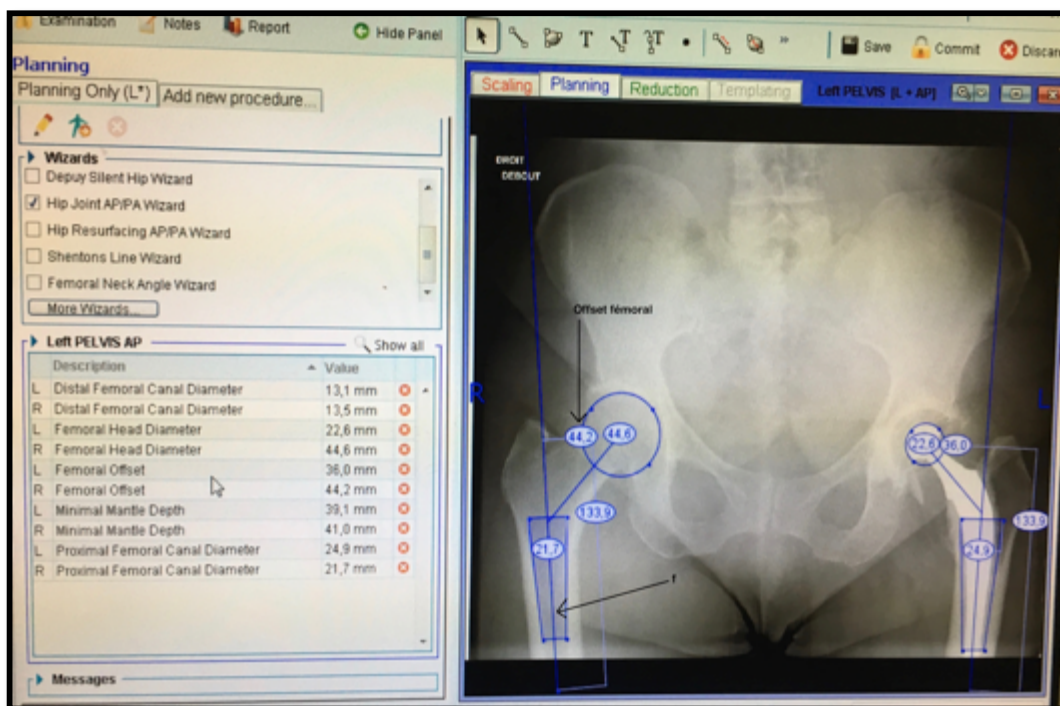 Examination Notes Report Hide Panel
Planning
Planning Only (L*) Add new procedure...
Wizards
Depuy Silent Hip Wizard
Hip Joint AP/PA Wizard
Hip Resurfacing AP/PA Wizard
Shentons Line Wizard
Femoral Neck Angle Wizard
More Wizards...
Left PELVIS AP Show all
Description Value
L Distal Femoral Canal Diameter 13,1 mm
R Distal Femoral Canal Diameter 13,5 mm
L Femoral Head Diameter 22,6 mm
R Femoral Head Diameter 44,6 mm
L Femoral Offset 36,0 mm
R Femoral Offset 44,2 mm
L Minimal Mantle Depth 39,1 mm
R Minimal Mantle Depth 41,0 mm
L Proximal Femoral Canal Diameter 24,9 mm
R Proximal Femoral Canal Diameter 21,7 mm
Messages
T T T » Save Commit Discan
Scaling Planning Reduction Templating Left PELVIS [L + AP]
DROIT
DEBOUT
Offset fémoral
R L
44,2 44,6 22,6 36,0
133,9 133,9
21,7 24,9
f